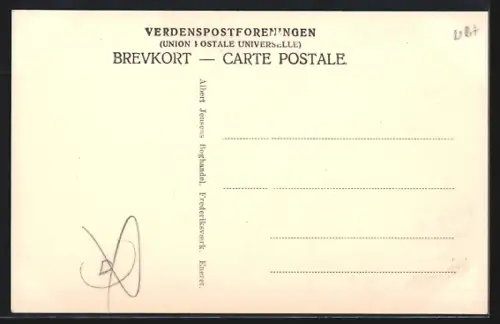 VERDENSPOSTFORENINGEN
(UNION POSTALE UNIVERSELLE)
BREVKORT — CARTE POSTALE.
Albert Jensens Boghandel, Frederiksværk. Eneret.